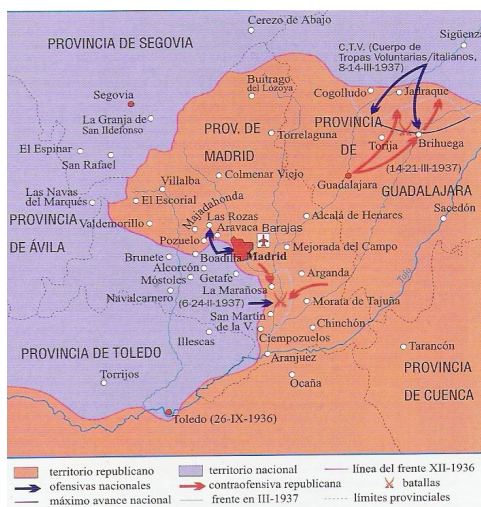 Cerezo de Abajo
PROVINCIA DE SEGOVIA
C.T.V. (Cuerpo de
Tropas Voluntarias/italianos,
8-14-III-1937)
Sigüenza
Segovia
Buitrago
del Lozoya
Cogolludo
Jadraque
La Granja de
San Ildefonso
PROV. DE
MADRID
Torrelaguna
PROVINCIA
DE
GUADALAJARA
Torija
Brihuega
(14-21-III-1937)
El Espinar
San Rafael
Villalba
Colmenar Viejo
Guadalajara
Las Navas
del Marqués
El Escorial
Majadahonda
Las Rozas
Alcalá de Henares
Sacedón
PROVINCIA
DE ÁVILA
Valdemorillo
Aravaca
Barajas
Pozuelo
Madrid
Mejorada del Campo
Brunete
Boadilla
Alcorcón
Móstoles
Getafe
Arganda
Tajo
Navalcarnero
La Marañosa
(6-24-II-1937)
Morata de Tajuña
San Martín
de la V.
Chinchón
Illescas
Ciempozuelos
PROVINCIA DE TOLEDO
Aranjuez
Tarancón
Torrijos
Ocaña
PROVINCIA
DE CUENCA
Toledo (26-IX-1936)
territorio republicano
territorio nacional
línea del frente XII-1936
ofensivas nacionales
contraofensiva republicana
batallas
máximo avance nacional
frente en III-1937
límites provinciales